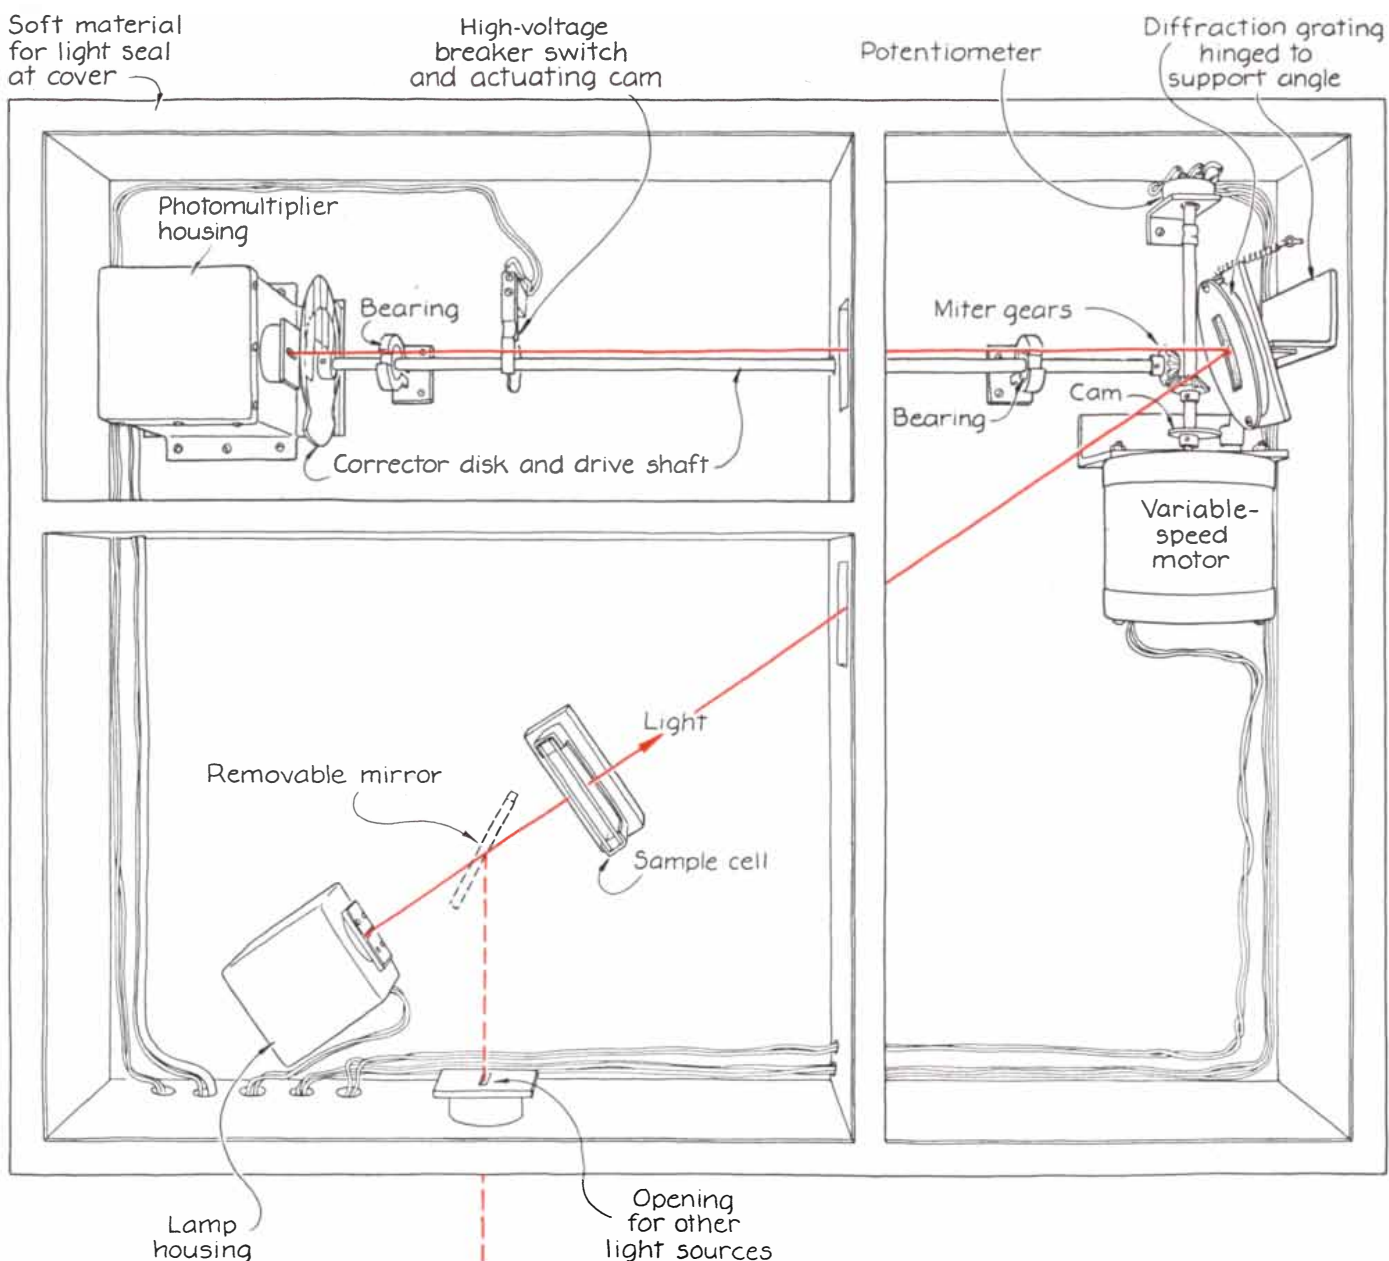 Soft material
for light seal
at cover
High-voltage
breaker switch
and actuating cam
Potentiometer
Diffraction grating
hinged to
support angle
Photomultiplier
housing
Bearing
Miter gears
Cam
Bearing
Corrector disk and drive shaft
Variable-
speed
motor
Light
Removable mirror
Sample cell
Lamp
housing
Opening
for other
light sources